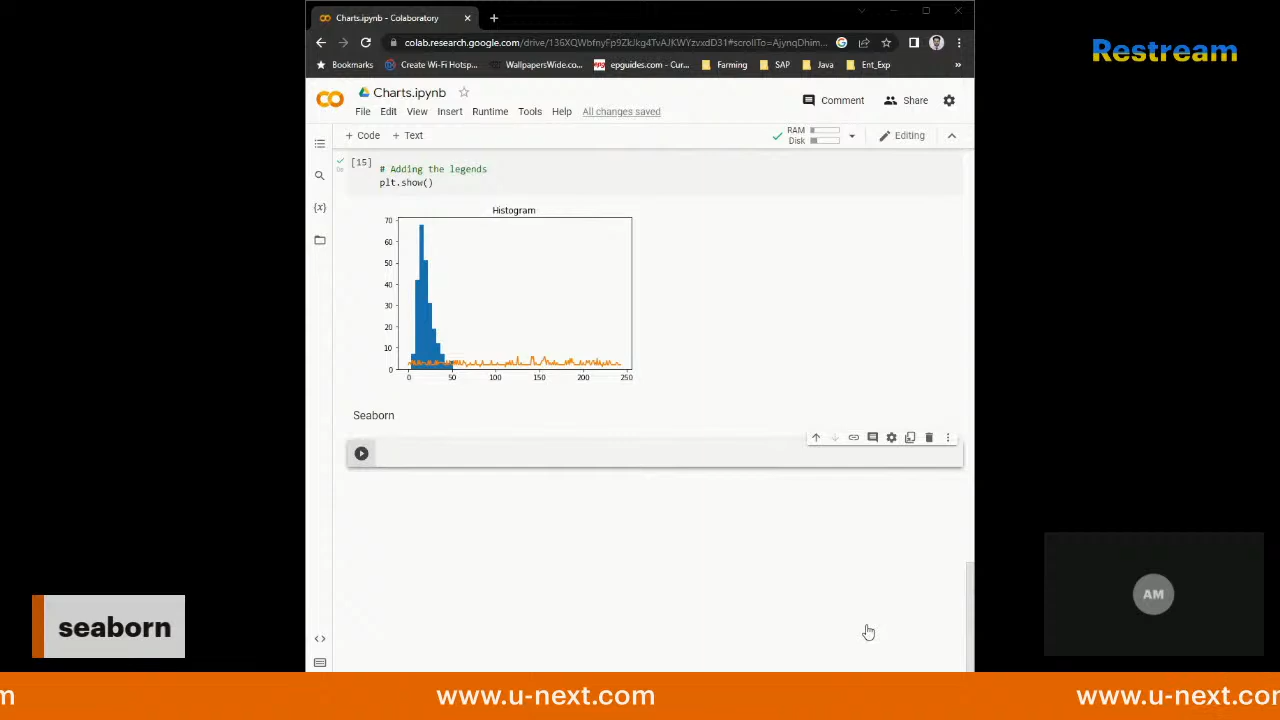 Charts.ipynb - Colaboratory
colab.research.google.com/drive/136XQWbfnyFp9ZkJkg4TvAJKWYzvxdD31#scrollTo=AjynqDhim...
Bookmarks Create Wi-Fi Hotsp... WallpapersWide.co... epguides.com - Cur... Farming SAP Java Ent_Exp »
Restream
Charts.ipynb
Comment Share
File Edit View Insert Runtime Tools Help All changes saved
+ Code + Text
RAM
Disk
Editing
[15]
# Adding the legends
plt.show()
Histogram
70
60
50
40
30
20
10
0
0 50 100 150 200 250
Seaborn
AM
seaborn
m www.u-next.com www.u-next.co